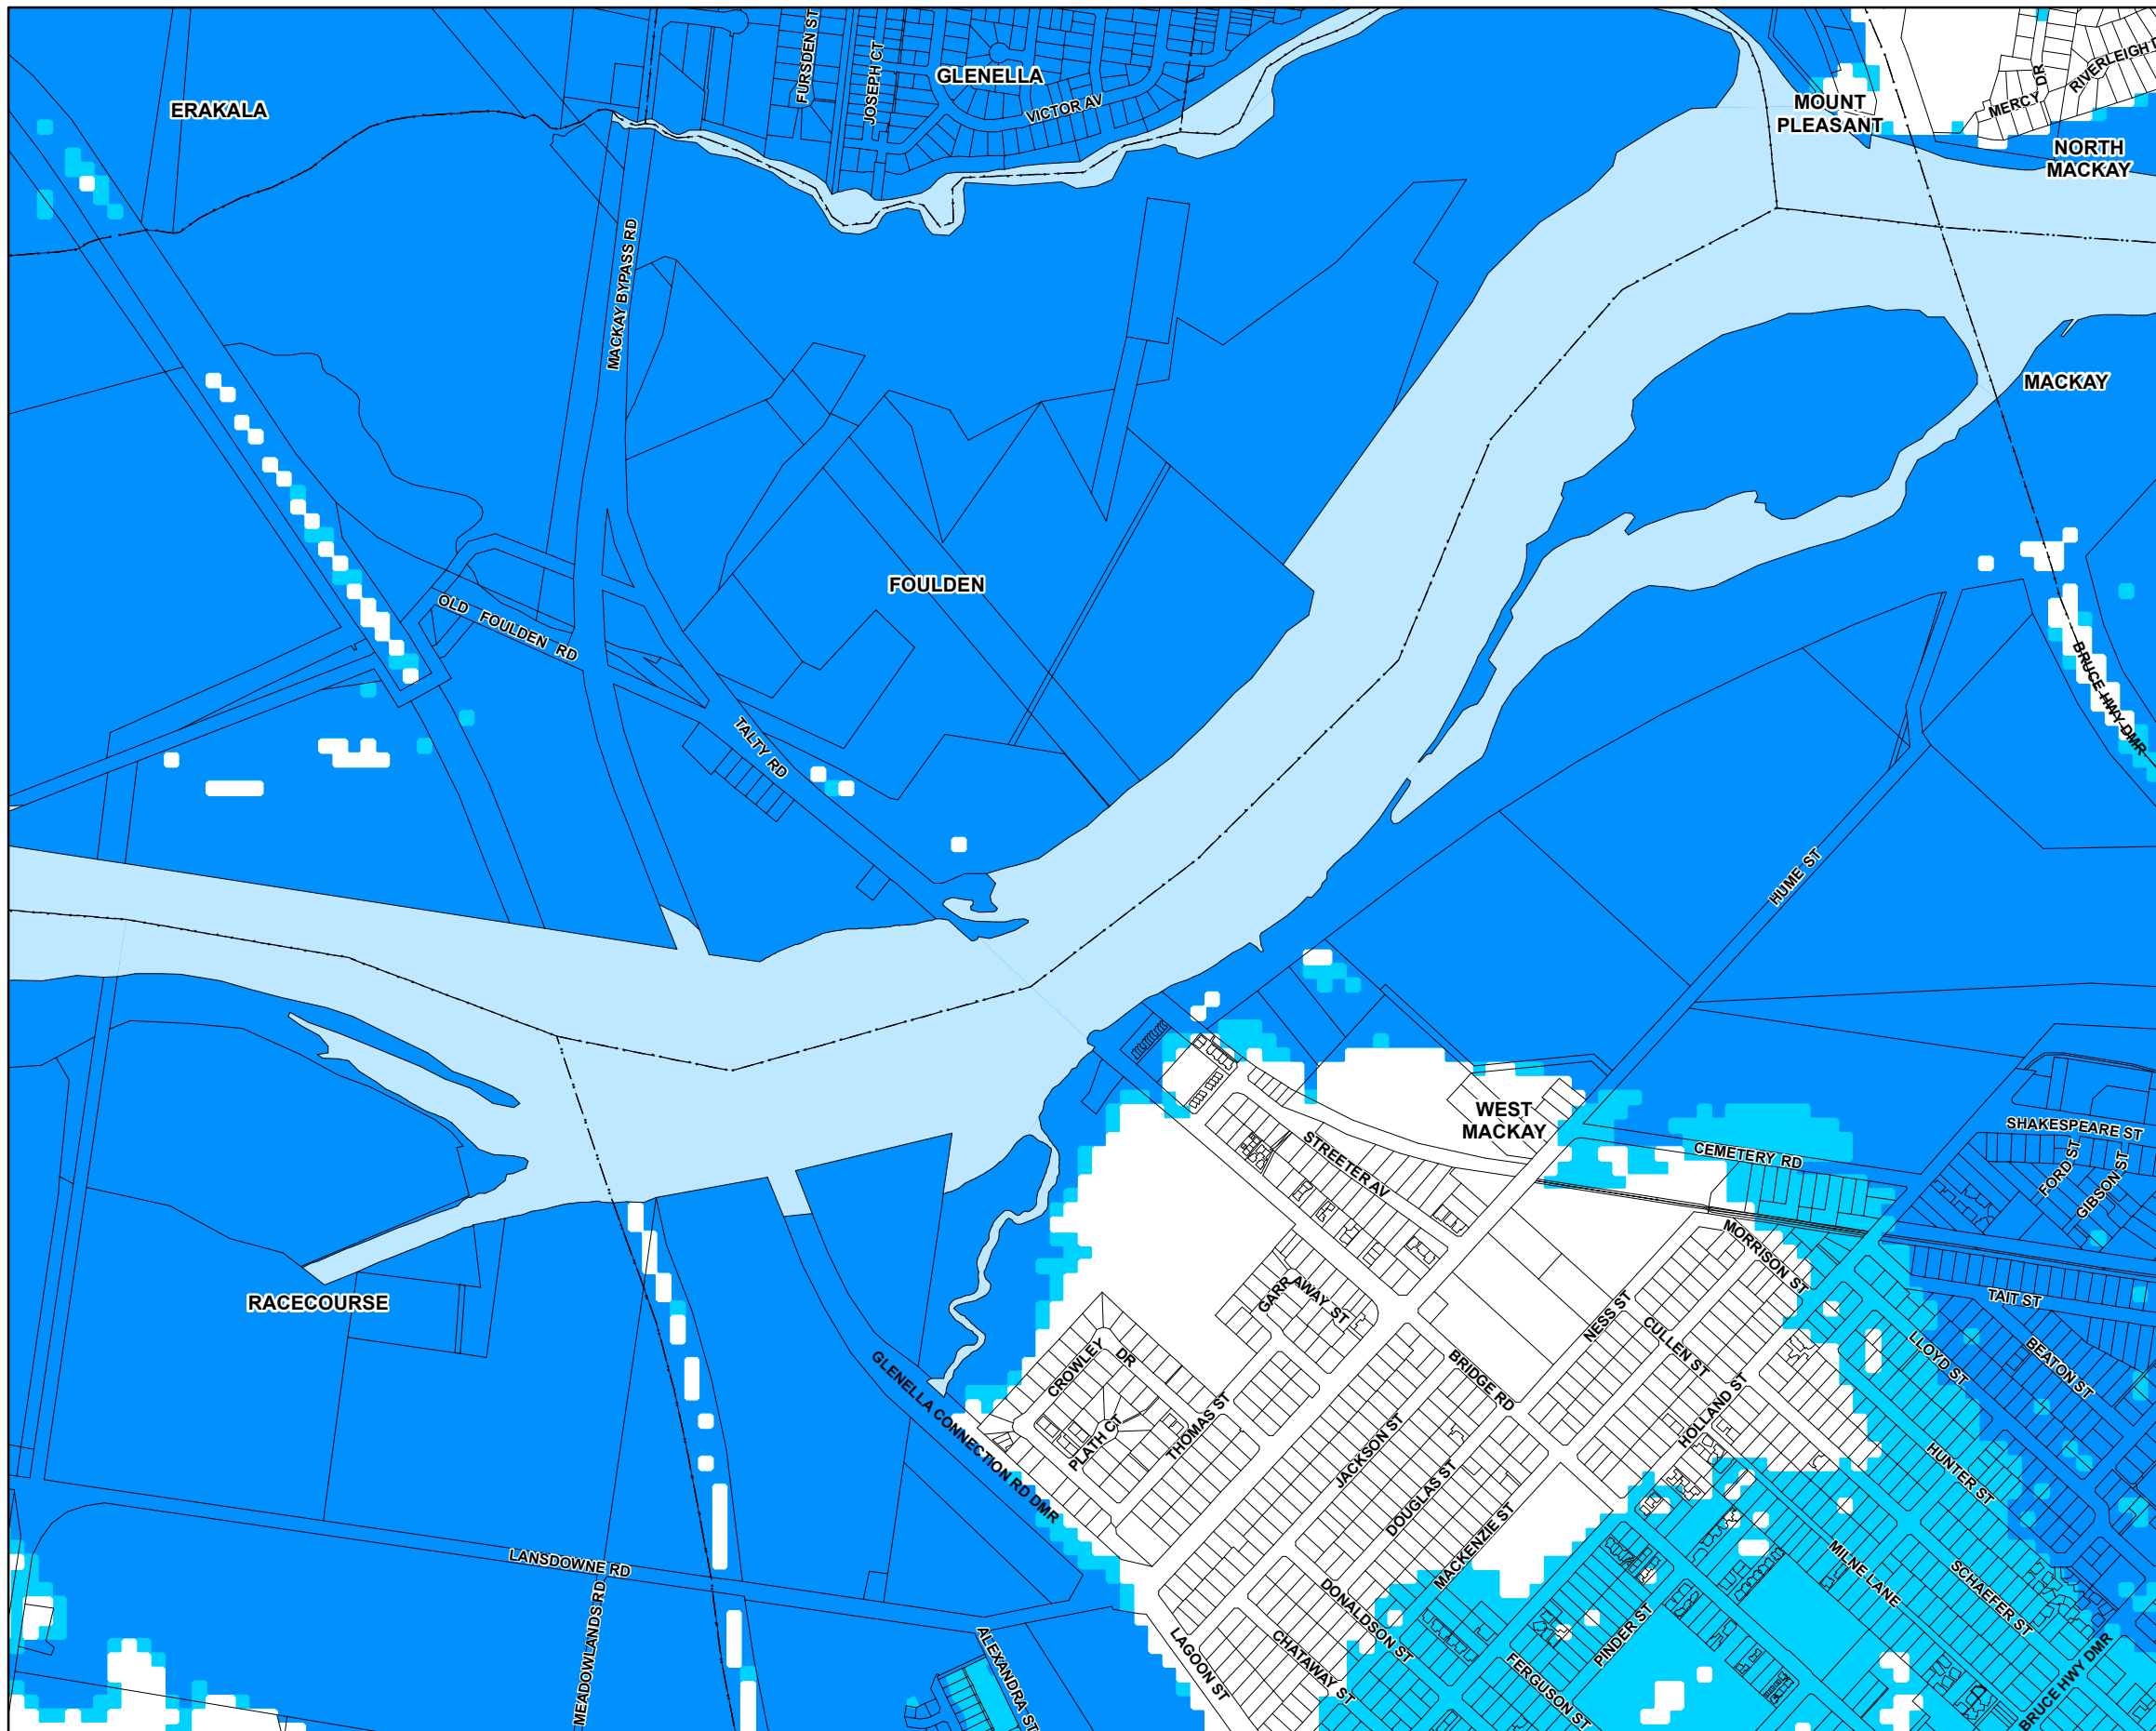 FURSDEN ST
JOSEPH CT
GLENELLA
VICTOR AV
ERAKALA
MOUNT
PLEASANT
MERCY DR
NORTH
MACKAY
MACKAY BYPASS RD
MACKAY
FOULDEN
OLD FOULDEN RD
TALTY RD
BRUCE HWY DMR
HUME ST
WEST
MACKAY
SHAKESPEARE ST
FORD ST
GIBSON ST
CEMETERY RD
STREETER AV
MORRISON ST
TAIT ST
RACECOURSE
GARRAWAY ST
NESS ST
CULLEN ST
LLOYD ST
BEATON ST
CROWLEY DR
GLENELLA CONNECTION RD DMR
BRIDGE RD
HOLLAND ST
PLATH CT
THOMAS ST
JACKSON ST
HUNTER ST
DOUGLAS ST
MACKENZIE ST
LANSDOWNE RD
MEADOWLANDS RD
MILNE LANE
SCHAEFER ST
DONALDSON ST
PINDER ST
ALEXANDRA ST
LAGOON ST
CHATAWAY ST
FERGUSON ST
BRUCE HWY DMR